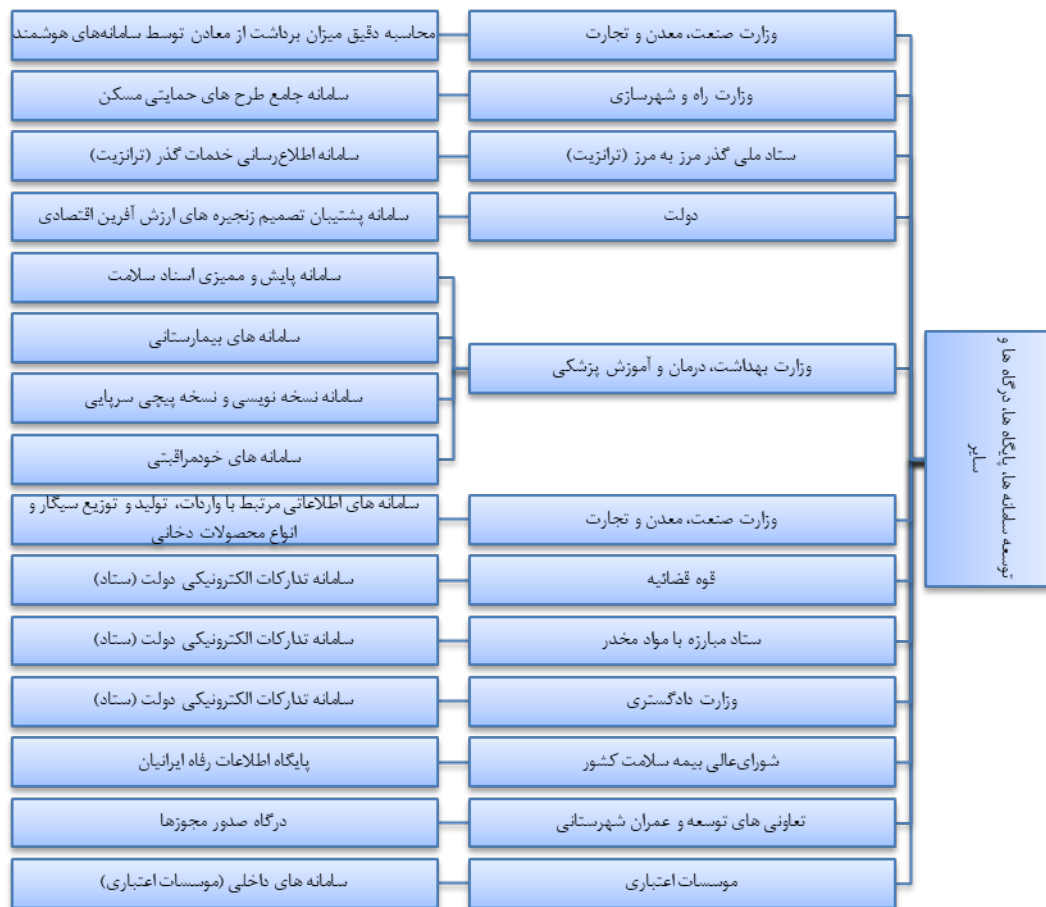 توسعه سامانه ها، پایگاه ها، درگاه ها و
سایر
وزارت صنعت، معدن و تجارت
محاسبه دقیق میزان برداشت از معادن توسط سامانه‌های هوشمند
وزارت راه و شهرسازی
سامانه جامع طرح های حمایتی مسکن
ستاد ملی گذر مرز به مرز (ترانزیت)
سامانه اطلاع‌رسانی خدمات گذر (ترانزیت)
دولت
سامانه پشتیبان تصمیم زنجیره های ارزش آفرین اقتصادی
وزارت بهداشت، درمان و آموزش پزشکی
سامانه پایش و ممیزی اسناد سلامت
سامانه های بیمارستانی
سامانه نسخه نویسی و نسخه پیچی سرپایی
سامانه های خودمراقبتی
وزارت صنعت، معدن و تجارت
سامانه های اطلاعاتی مرتبط با واردات، تولید و توزیع سیگار و
انواع محصولات دخانی
قوه قضائیه
سامانه تدارکات الکترونیکی دولت (ستاد)
ستاد مبارزه با مواد مخدر
سامانه تدارکات الکترونیکی دولت (ستاد)
وزارت دادگستری
سامانه تدارکات الکترونیکی دولت (ستاد)
شورای‌عالی بیمه سلامت کشور
پایگاه اطلاعات رفاه ایرانیان
تعاونی های توسعه و عمران شهرستانی
درگاه صدور مجوزها
موسسات اعتباری
سامانه های داخلی (موسسات اعتباری)